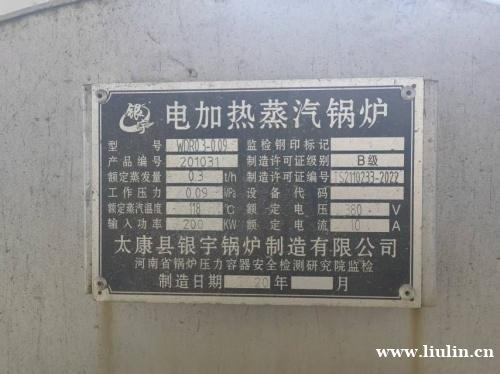 银宇
电加热蒸汽锅炉
型号 WDR0.3-0.09 监检钢印标记
产品编号 201031 制造许可证级别 B级
额定蒸发量 0.3 t/h 制造许可证编号 TSZ110233-2022
工作压力 0.09 MPa 设备代码
额定蒸汽温度 118 ℃ 额定电压 380 V
输入功率 200 KW 额定电流 A
太康县银宇锅炉制造有限公司
河南省锅炉压力容器安全检测研究院监检
制造日期 20 年 月
www.liulin.cn